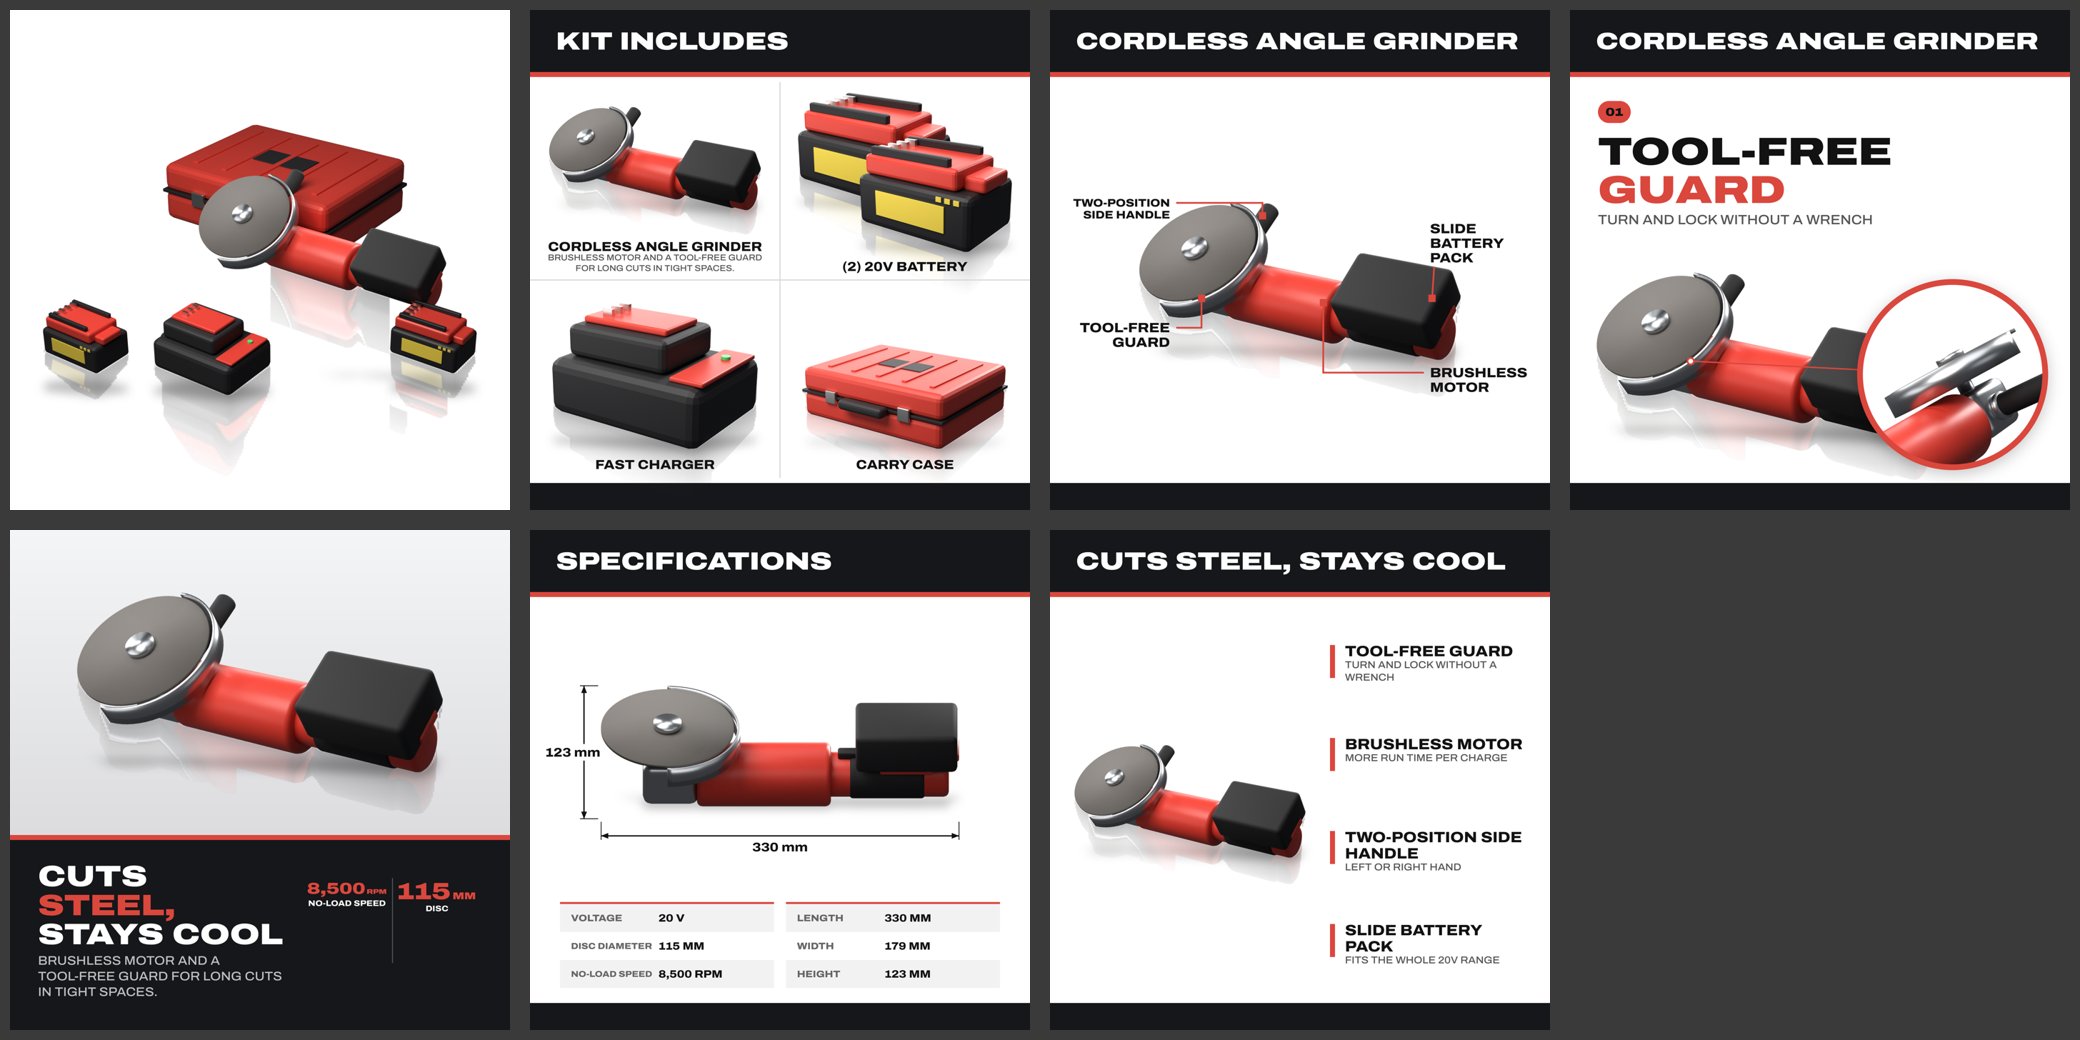 KIT INCLUDES
CORDLESS ANGLE GRINDER
BRUSHLESS MOTOR AND A TOOL-FREE GUARD
FOR LONG CUTS IN TIGHT SPACES.
(2) 20V BATTERY
FAST CHARGER
CARRY CASE
CORDLESS ANGLE GRINDER
TWO-POSITION
SIDE HANDLE
SLIDE
BATTERY
PACK
TOOL-FREE
GUARD
BRUSHLESS
MOTOR
CORDLESS ANGLE GRINDER
01
TOOL-FREE
GUARD
TURN AND LOCK WITHOUT A WRENCH
CUTS
STEEL,
STAYS COOL
BRUSHLESS MOTOR AND A
TOOL-FREE GUARD FOR LONG CUTS
IN TIGHT SPACES.
8,500 RPM
NO-LOAD SPEED
115 MM
DISC
SPECIFICATIONS
123 mm
330 mm
VOLTAGE 20 V
DISC DIAMETER 115 MM
NO-LOAD SPEED 8,500 RPM
LENGTH 330 MM
WIDTH 179 MM
HEIGHT 123 MM
CUTS STEEL, STAYS COOL
TOOL-FREE GUARD
TURN AND LOCK WITHOUT A
WRENCH
BRUSHLESS MOTOR
MORE RUN TIME PER CHARGE
TWO-POSITION SIDE
HANDLE
LEFT OR RIGHT HAND
SLIDE BATTERY
PACK
FITS THE WHOLE 20V RANGE